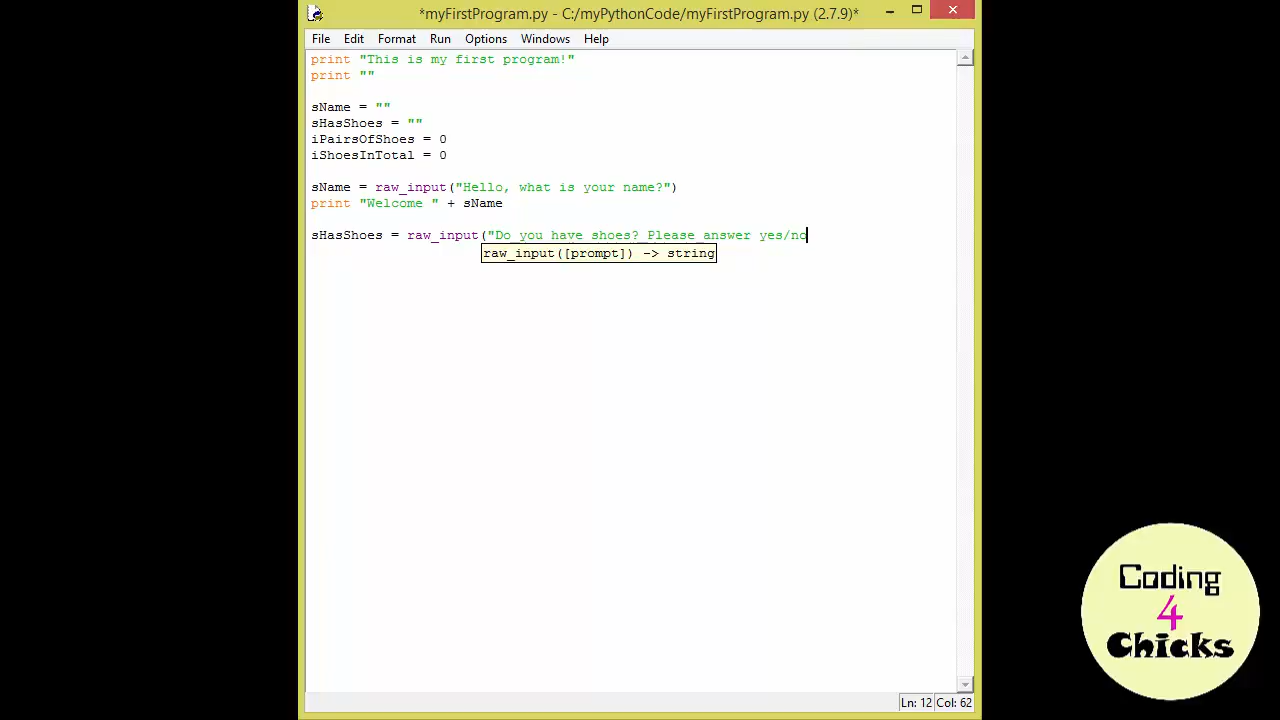 *myFirstProgram.py - C:/myPythonCode/myFirstProgram.py (2.7.9)*
File Edit Format Run Options Windows Help
print "This is my first program!"
print ""
sName = ""
sHasShoes = ""
iPairsOfShoes = 0
iShoesInTotal = 0
sName = raw_input("Hello, what is your name?")
print "Welcome " + sName
sHasShoes = raw_input("Do you have shoes? Please answer yes/no
raw_input([prompt]) -> string
Coding
4
Chicks
Ln: 12 Col: 62